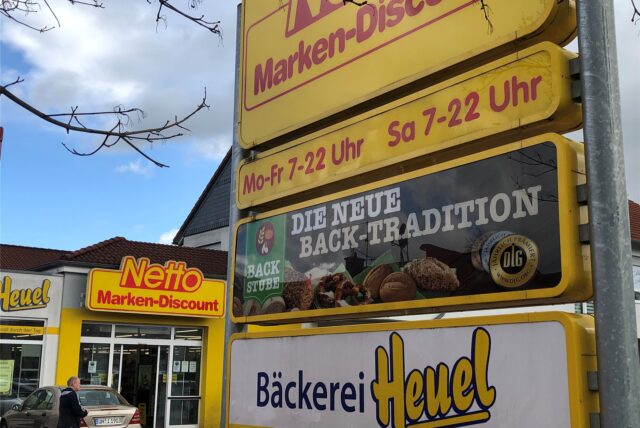 Netto
Marken-Discount
Mo-Fr 7-22 Uhr Sa 7-22 Uhr
BACK
STUBE
DIE NEUE
BACK-TRADITION
DLG
Bäckerei Heuel
Heuel
Netto
Marken-Discount